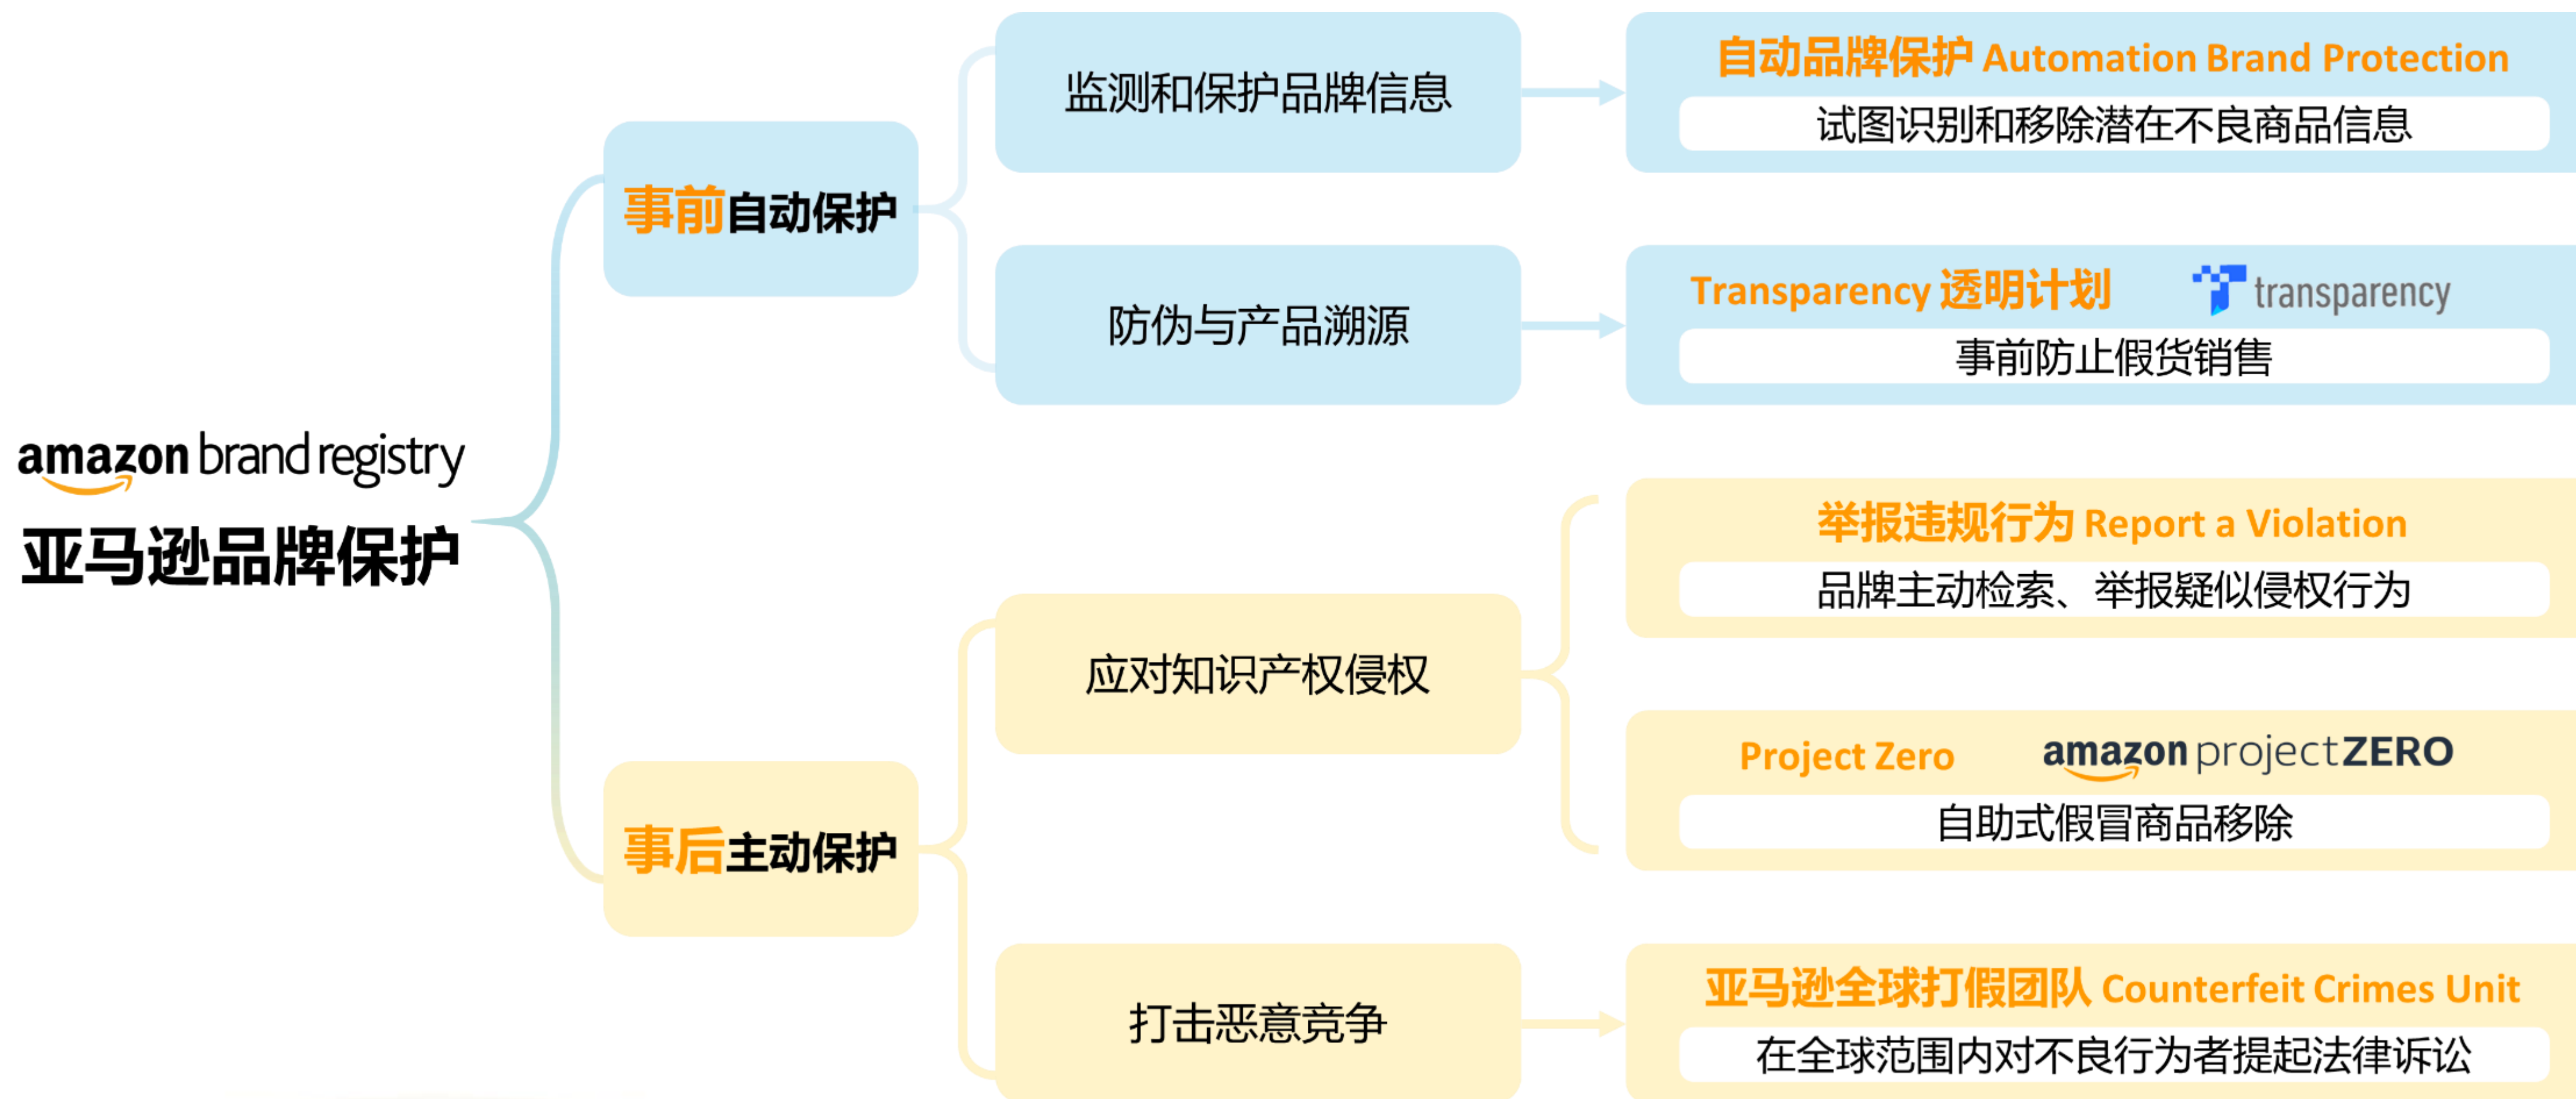 amazon brand registry
亚马逊品牌保护
事前自动保护
监测和保护品牌信息
自动品牌保护 Automation Brand Protection
试图识别和移除潜在不良商品信息
防伪与产品溯源
Transparency 透明计划
transparency
事前防止假货销售
事后主动保护
应对知识产权侵权
举报违规行为 Report a Violation
品牌主动检索、举报疑似侵权行为
Project Zero
amazon projectZERO
自助式假冒商品移除
打击恶意竞争
亚马逊全球打假团队 Counterfeit Crimes Unit
在全球范围内对不良行为者提起法律诉讼